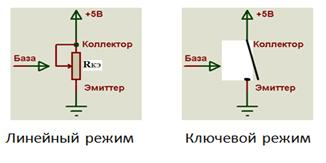 +5В +5В
Коллектор Коллектор
База Rкэ База
Эмиттер Эмиттер
Линейный режим Ключевой режим